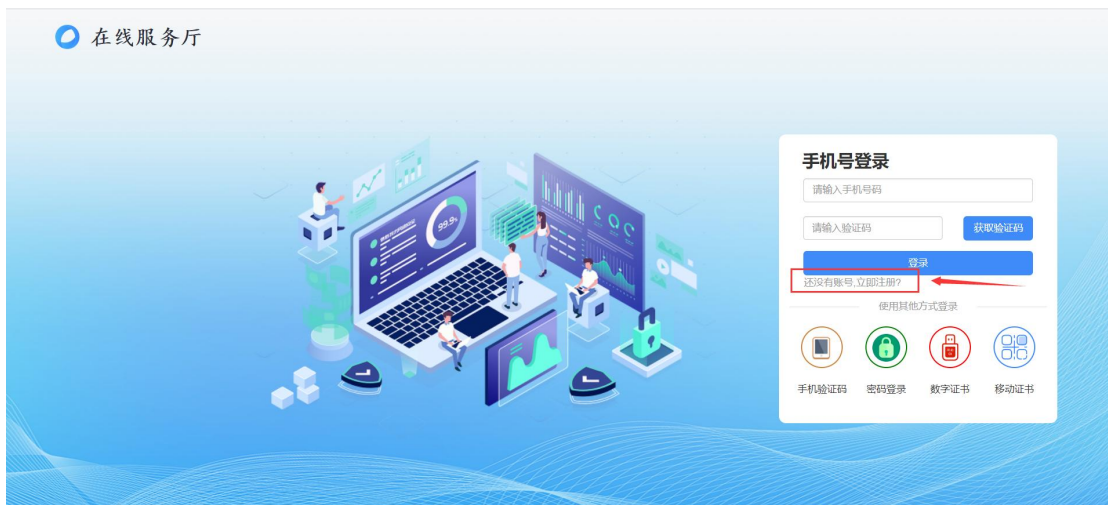 在线服务厅
99.9%
手机号登录
请输入手机号码
请输入验证码
获取验证码
登录
还没有账号,立即注册?
使用其他方式登录
手机验证码 密码登录 数字证书 移动证书